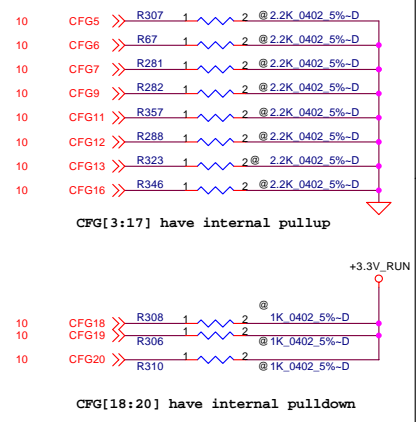 10 CFG5 R307 1 2 @ 2.2K_0402_5%~D
10 CFG6 R67 1 2 @ 2.2K_0402_5%~D
10 CFG7 R281 1 2 @ 2.2K_0402_5%~D
10 CFG9 R282 1 2 @ 2.2K_0402_5%~D
10 CFG11 R357 1 2 @ 2.2K_0402_5%~D
10 CFG12 R288 1 2 @ 2.2K_0402_5%~D
10 CFG13 R323 1 2 @ 2.2K_0402_5%~D
10 CFG16 R346 1 2 @ 2.2K_0402_5%~D
CFG[3:17] have internal pullup
+3.3V_RUN
@
10 CFG18 R308 1 2 1K_0402_5%~D
10 CFG19 R306 1 2 @ 1K_0402_5%~D
10 CFG20 R310 1 2 @ 1K_0402_5%~D
CFG[18:20] have internal pulldown